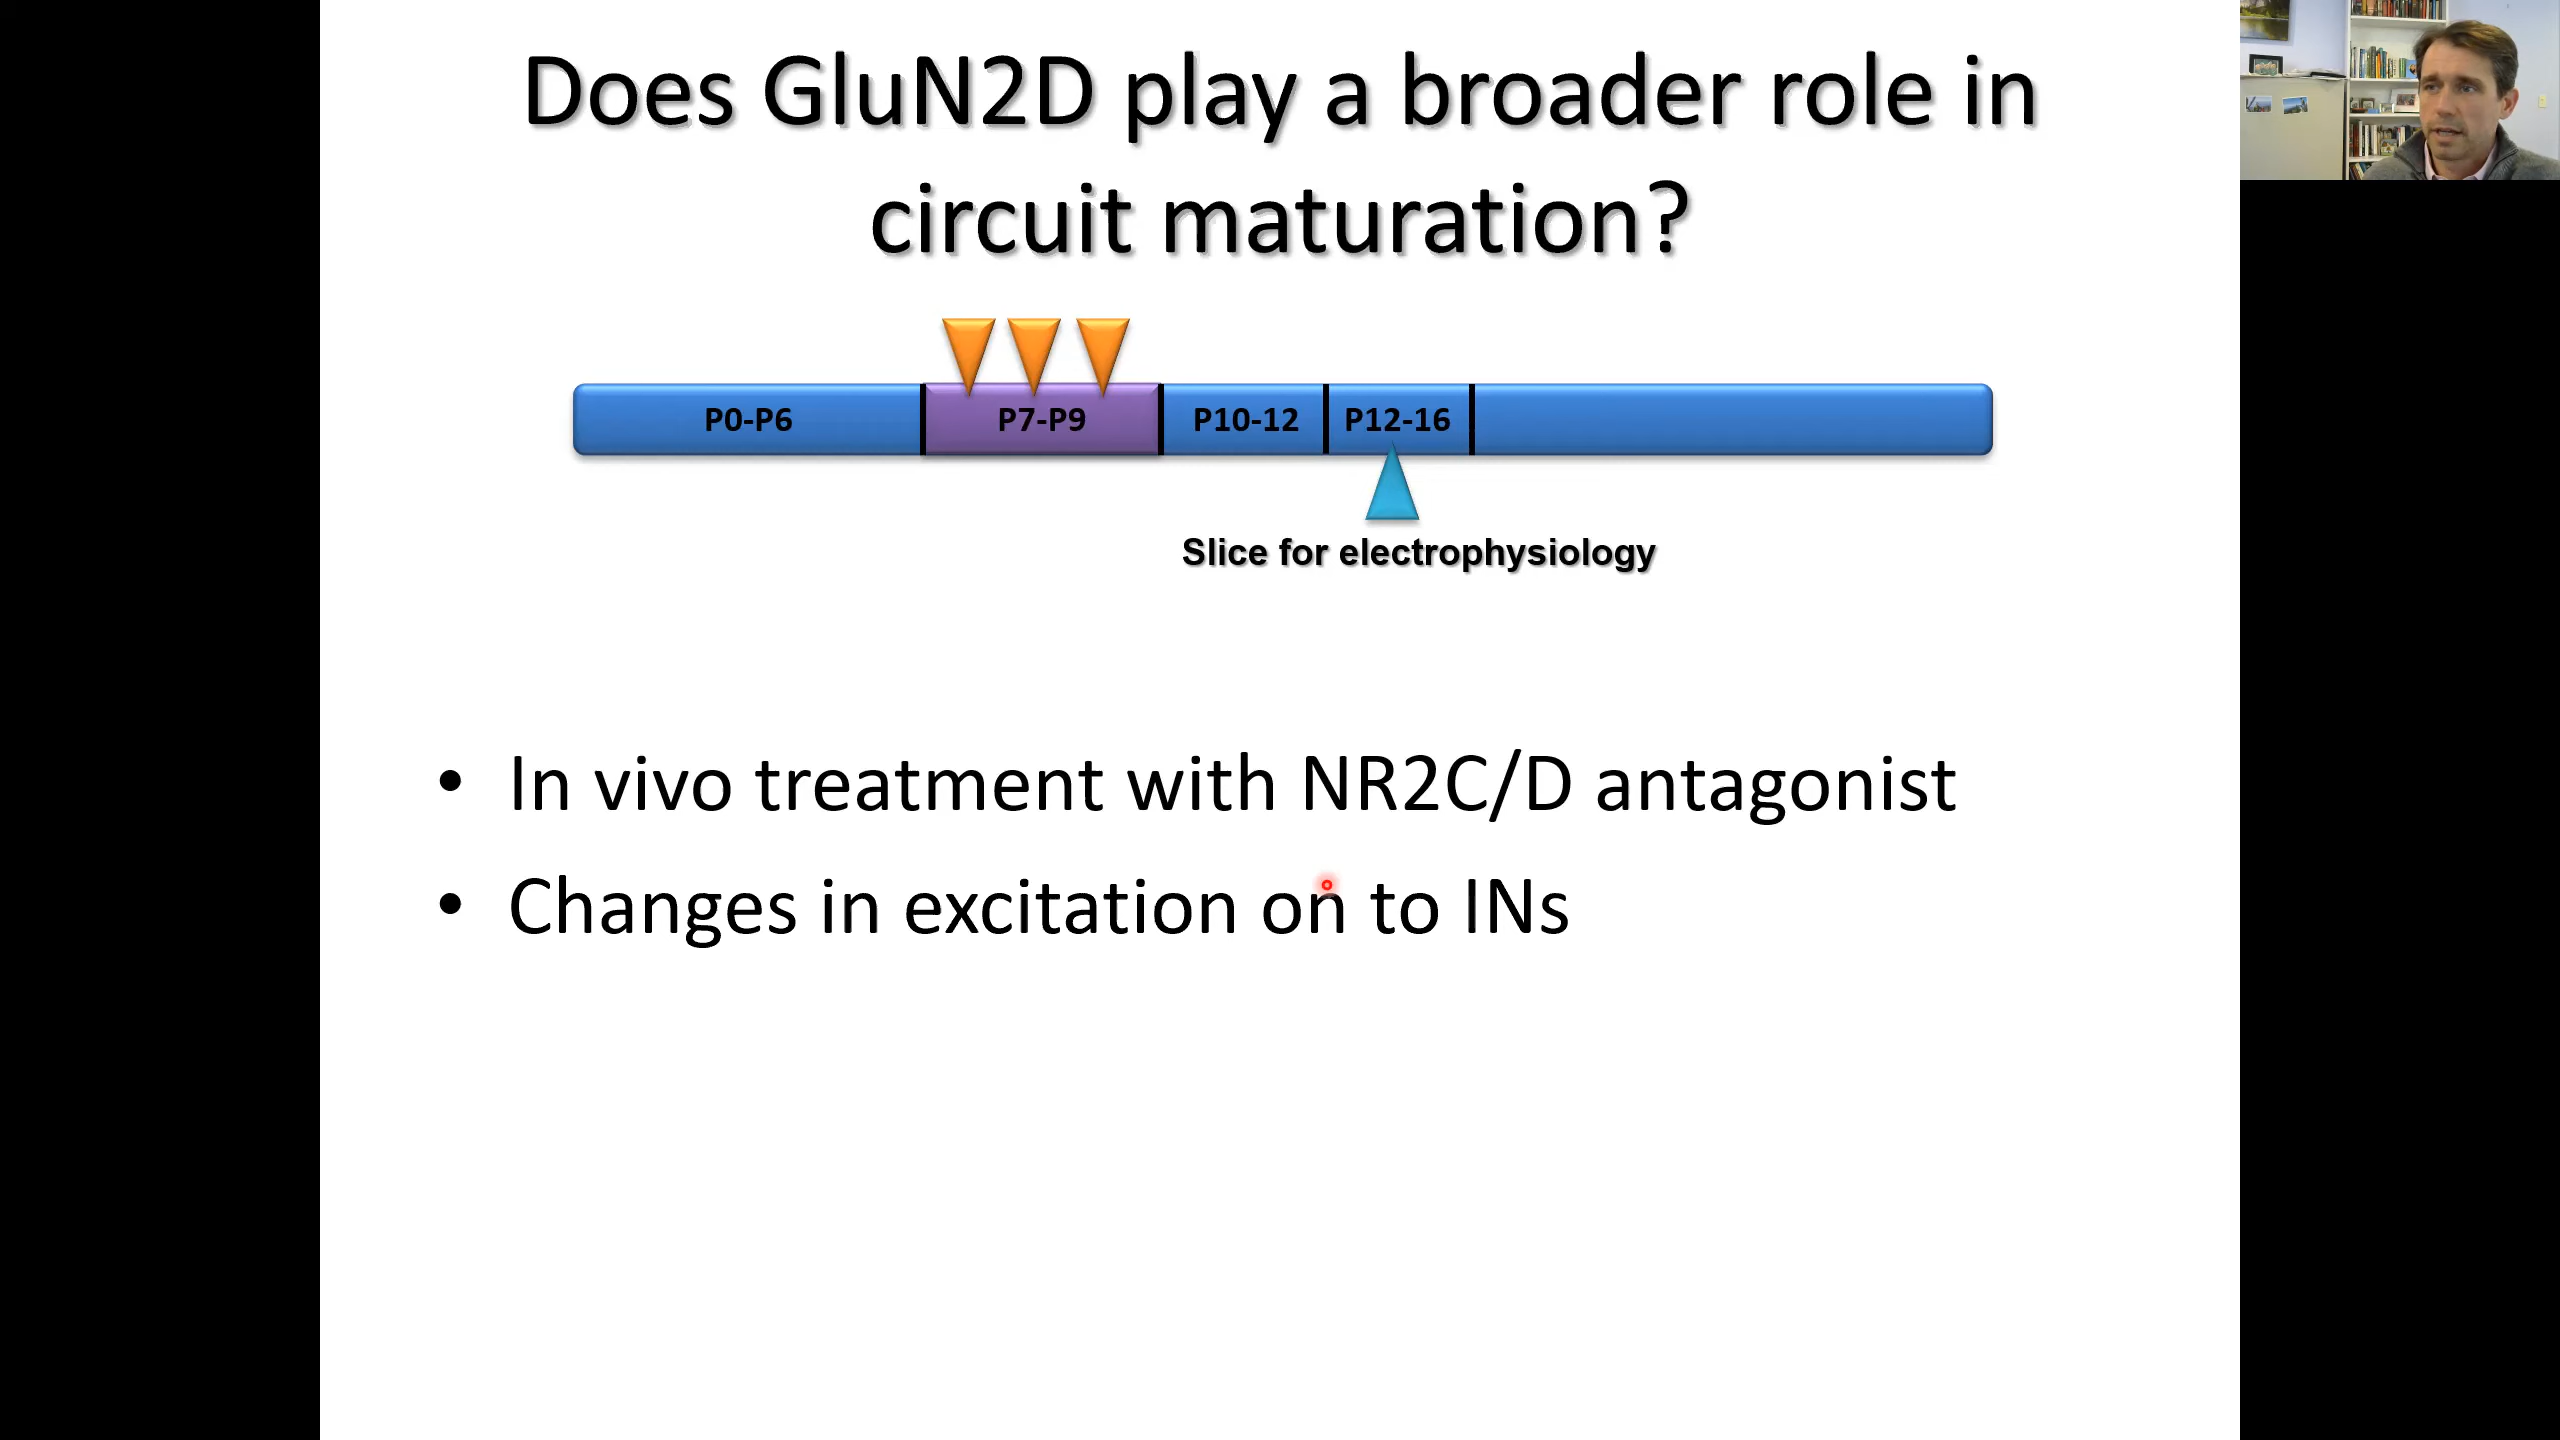 Does GluN2D play a broader role in
circuit maturation?
P0-P6 P7-P9 P10-12 P12-16
Slice for electrophysiology
• In vivo treatment with NR2C/D antagonist
• Changes in excitation on to INs